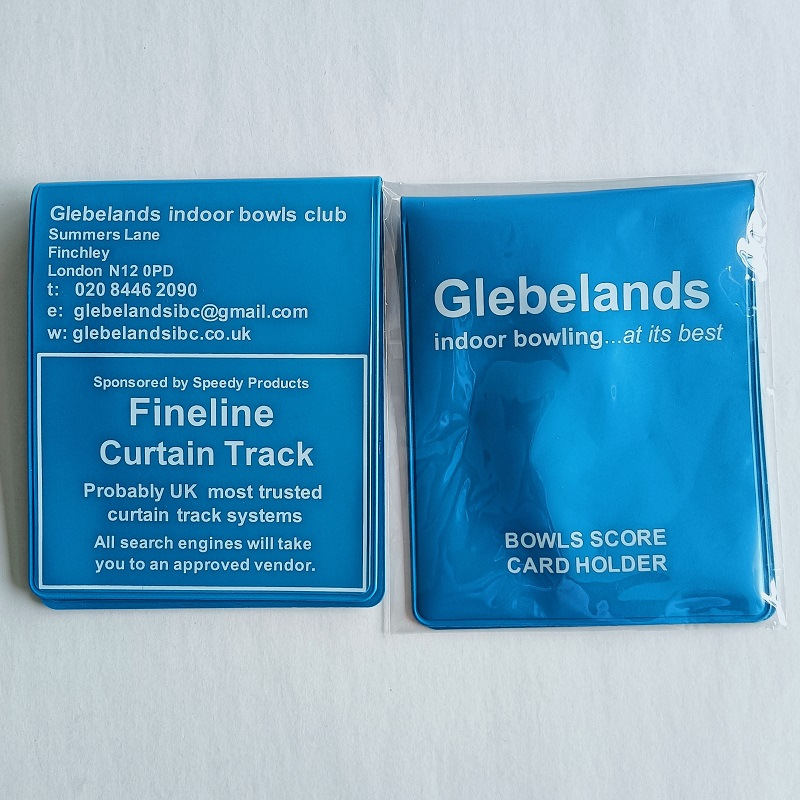 Glebelands indoor bowls club
Summers Lane
Finchley
London N12 0PD
t: 020 8446 2090
e: glebelandsibc@gmail.com
w: glebelandsibc.co.uk
Sponsored by Speedy Products
Fineline
Curtain Track
Probably UK most trusted
curtain track systems
All search engines will take
you to an approved vendor.
Glebelands
indoor bowling...at its best
BOWLS SCORE
CARD HOLDER